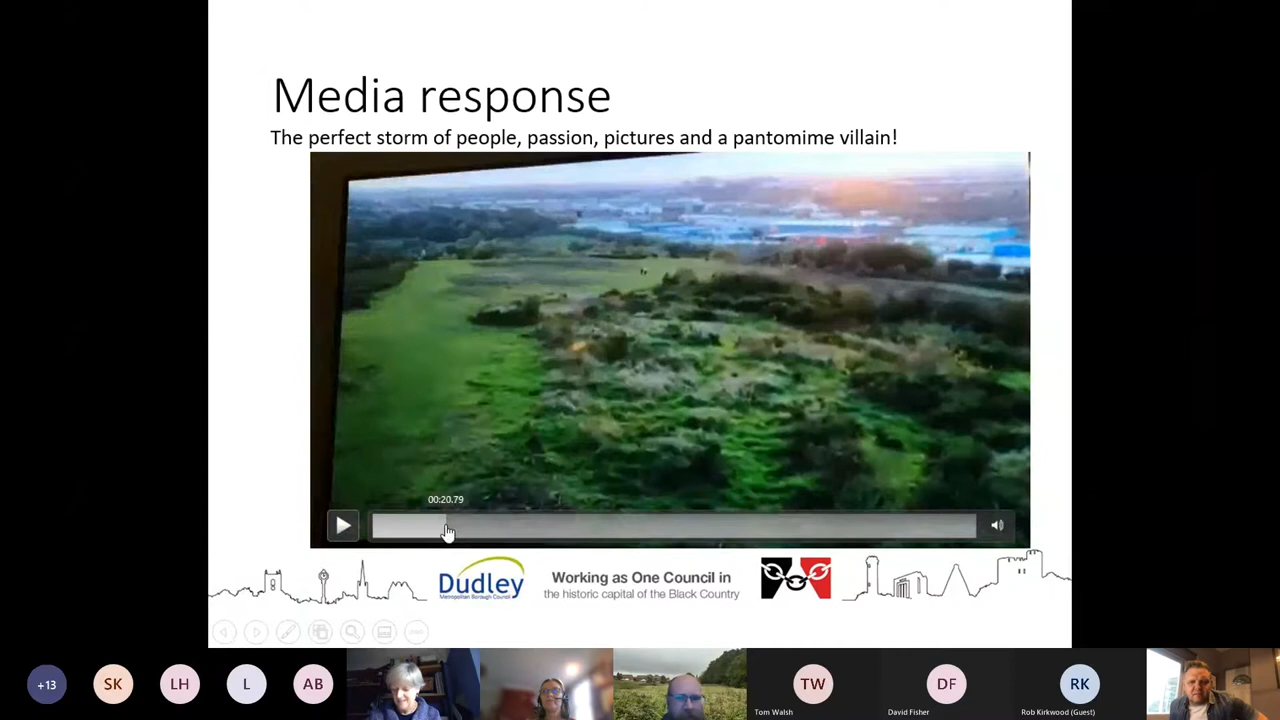 Media response
The perfect storm of people, passion, pictures and a pantomime villain!
00:20.79
Dudley
Metropolitan Borough Council
Working as One Council in
the historic capital of the Black Country
+13
SK
LH
L
AB
TW
Tom Walsh
DF
David Fisher
RK
Rob Kirkwood (Guest)